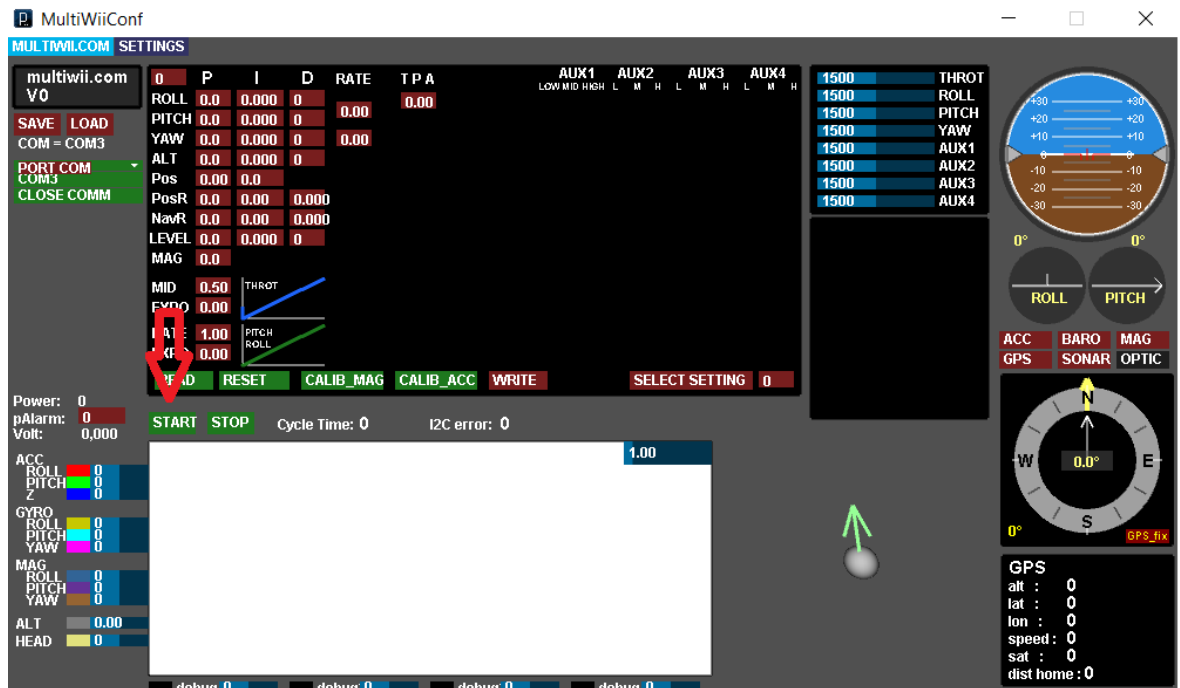 MultiWiiConf
MULTIWII.COM SETTINGS
multiwii.com
V0
SAVE LOAD
COM = COM3
PORT COM
COM3
CLOSE COMM
0 P I D RATE T P A
ROLL 0.0 0.000 0
PITCH 0.0 0.000 0
0.00
0.00
YAW 0.0 0.000 0 0.00
ALT 0.0 0.000 0
Pos 0.00 0.0
PosR 0.0 0.00 0.000
NavR 0.0 0.00 0.000
LEVEL 0.0 0.000 0
MAG 0.0
MID 0.50 THROT
0.00
1.00 PITCH
ROLL
0.00
AUX1 AUX2 AUX3 AUX4
LOW MID HIGH L M H L M H L M H
RESET CALIB_MAG CALIB_ACC WRITE SELECT SETTING 0
1500 THROT
1500 ROLL
1500 PITCH
1500 YAW
1500 AUX1
1500 AUX2
1500 AUX3
1500 AUX4
+30 +30
+20 +20
+10 +10
0 0
-10 -10
-20 -20
-30 -30
0° 0°
ROLL PITCH
ACC BARO MAG
GPS SONAR OPTIC
Power: 0
pAlarm: 0
Volt: 0,000
START STOP Cycle Time: 0 I2C error: 0
1.00
ACC
ROLL 0
PITCH 0
Z 0
GYRO
ROLL 0
PITCH 0
YAW 0
MAG
ROLL 0
PITCH 0
YAW 0
ALT 0.00
HEAD 0
N
W 0.0° E
S
0° GPS_fix
GPS
alt : 0
lat : 0
lon : 0
speed : 0
sat : 0
dist home : 0
debug 0 debug 0 debug 0 debug 0